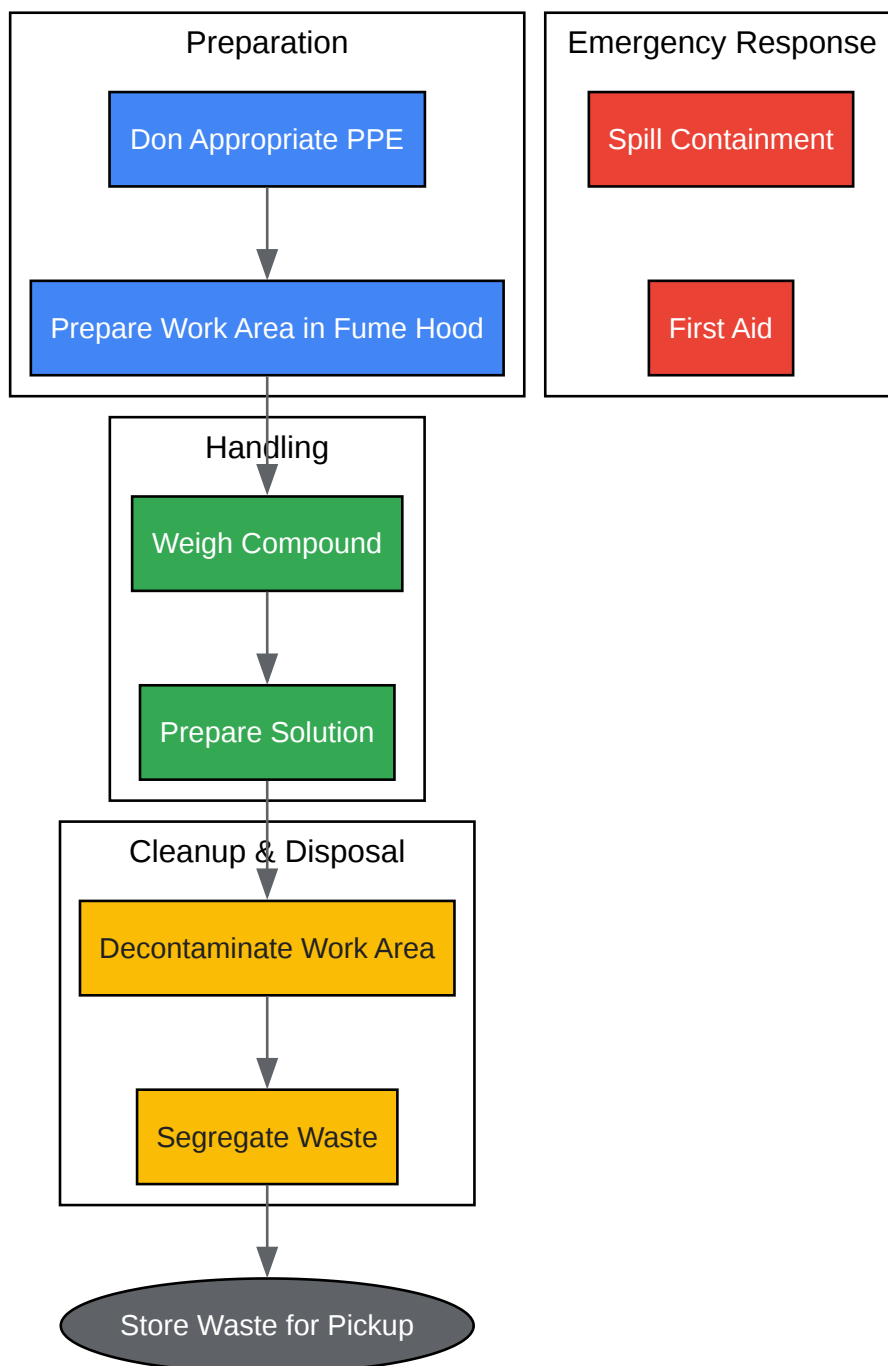 Preparation
Don Appropriate PPE
Prepare Work Area in Fume Hood
Emergency Response
Spill Containment
First Aid
Handling
Weigh Compound
Prepare Solution
Cleanup & Disposal
Decontaminate Work Area
Segregate Waste
Store Waste for Pickup